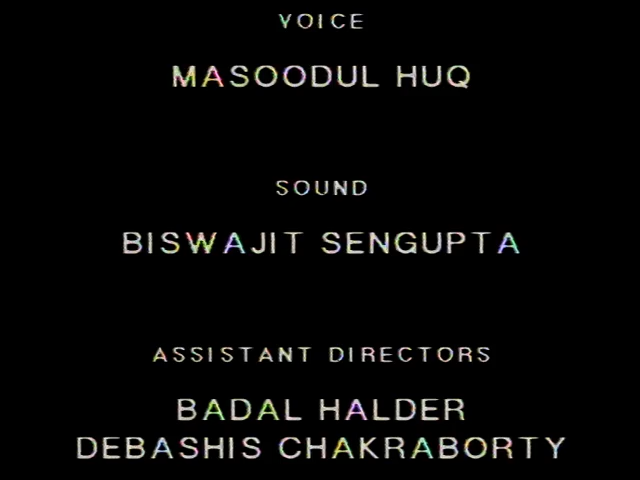 VOICE
MASOODUL HUQ
SOUND
BISWAJIT SENGUPTA
ASSISTANT DIRECTORS
BADAL HALDER
DEBASHIS CHAKRABORTY